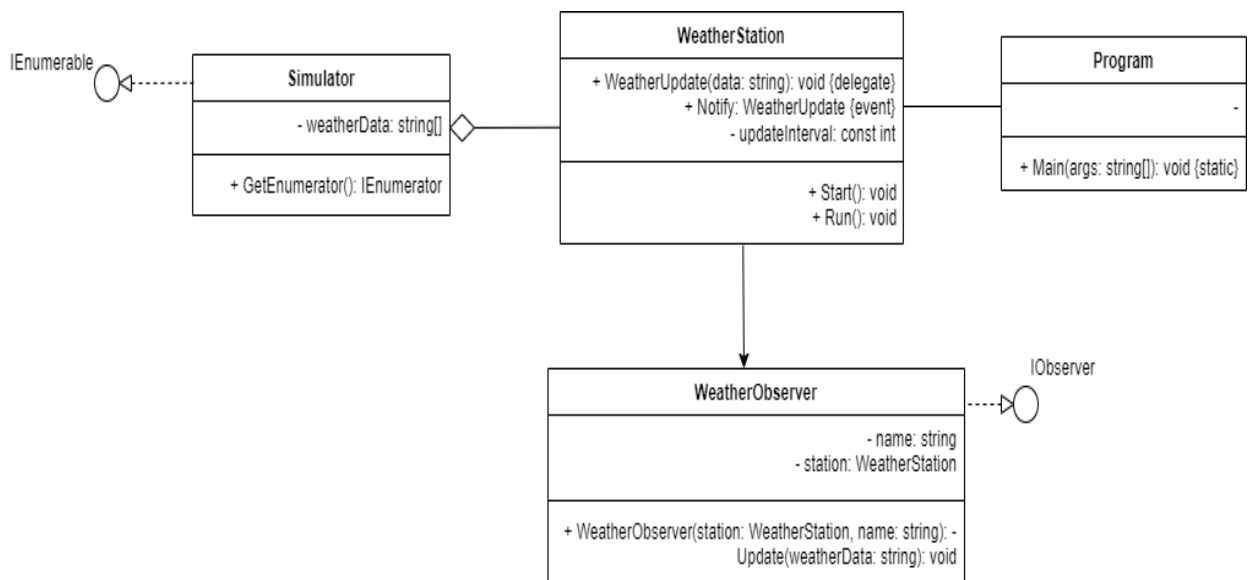 IEnumerable
Simulator
- weatherData: string[]
+ GetEnumerator(): IEnumerator
WeatherStation
+ WeatherUpdate(data: string): void {delegate}
+ Notify: WeatherUpdate {event}
- updateInterval: const int
+ Start(): void
+ Run(): void
Program
-
+ Main(args: string[]): void {static}
WeatherObserver
- name: string
- station: WeatherStation
+ WeatherObserver(station: WeatherStation, name: string): -
Update(weatherData: string): void
IObserver